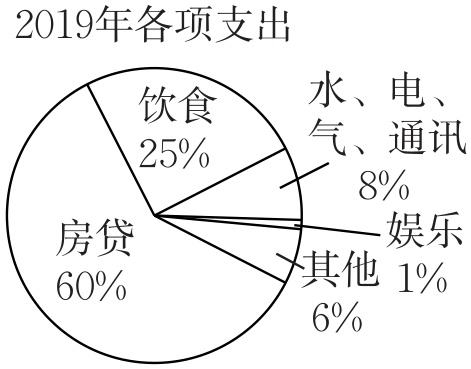 2019年各项支出
饮食
25%
水、电、
气、通讯
8%
娱乐
1%
其他
6%
房贷
60%